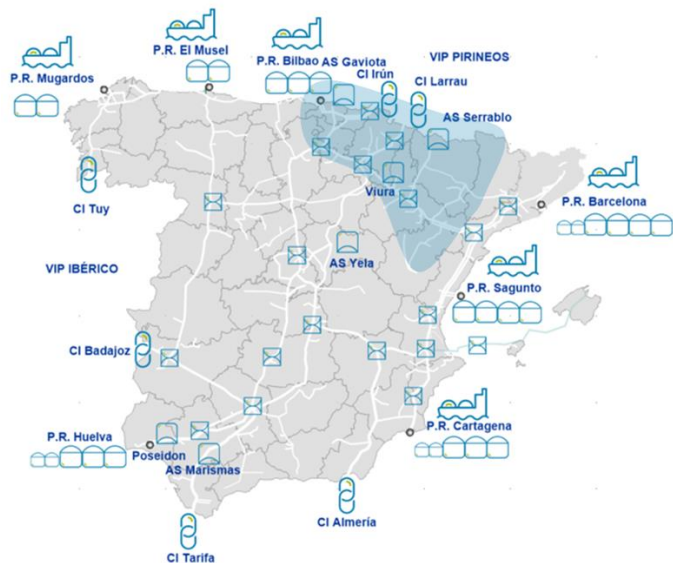 P.R. El Musel
P.R. Bilbao
AS Gaviota
VIP PIRINEOS
CI Irún
CI Larrau
P.R. Mugardos
AS Serrablo
Viura
CI Tuy
P.R. Barcelona
AS Yela
VIP IBÉRICO
P.R. Sagunto
CI Badajoz
P.R. Cartagena
P.R. Huelva
Poseidon
AS Marismas
CI Almería
CI Tarifa